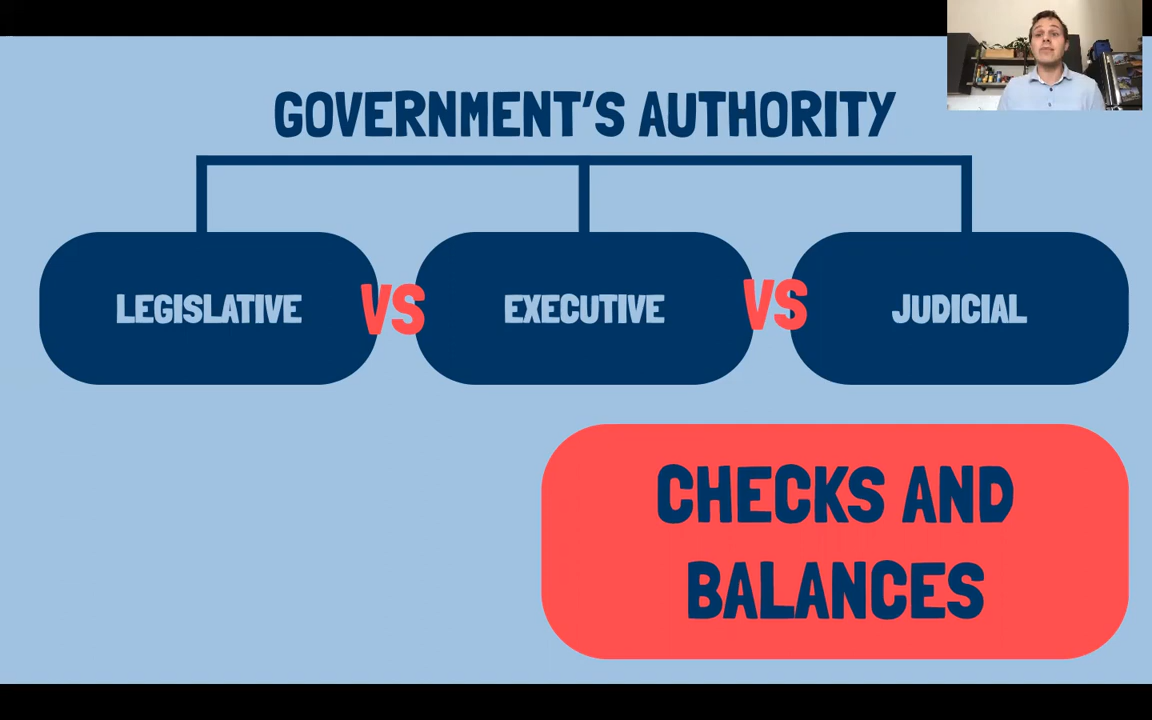 GOVERNMENT'S AUTHORITY
LEGISLATIVE VS EXECUTIVE VS JUDICIAL
CHECKS AND
BALANCES